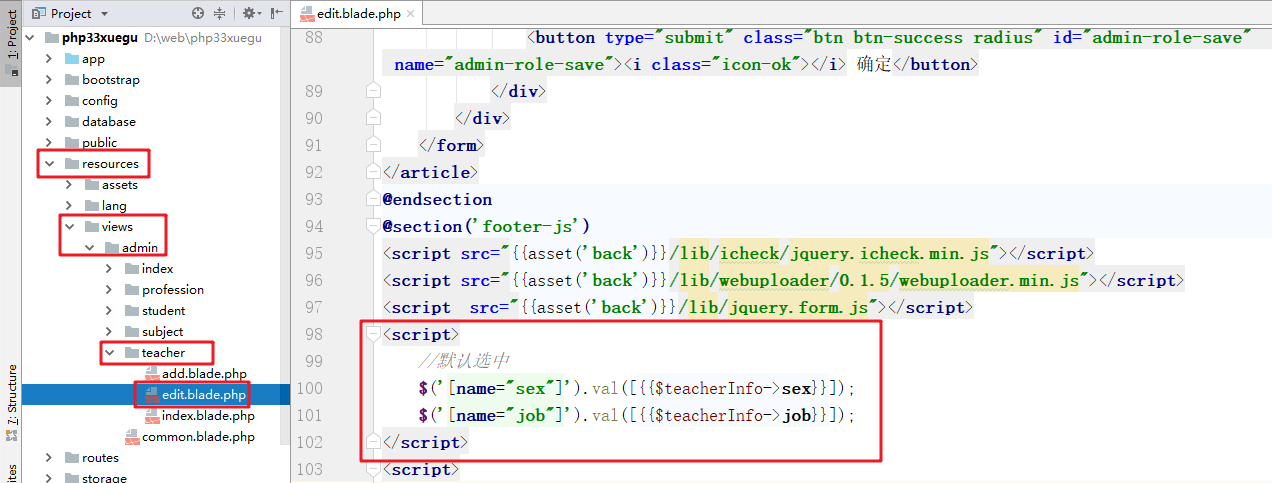 1: Project
7: Structure
ites
Project
php33xuegu D:\web\php33xuegu
app
bootstrap
config
database
public
resources
assets
lang
views
admin
index
profession
student
subject
teacher
add.blade.php
edit.blade.php
index.blade.php
common.blade.php
routes
storage
edit.blade.php
88 <button type="submit" class="btn btn-success radius" id="admin-role-save"
name="admin-role-save"><i class="icon-ok"></i> 确定</button>
89 </div>
90 </div>
91 </form>
92 </article>
93 @endsection
94 @section('footer-js')
95 <script src="{{asset('back')}}/lib/icheck/jquery.icheck.min.js"></script>
96 <script src="{{asset('back')}}/lib/webuploader/0.1.5/webuploader.min.js"></script>
97 <script  src="{{asset('back')}}/lib/jquery.form.js"></script>
98 <script>
99 //默认选中
100 $('[name="sex"]').val([{{$teacherInfo->sex}}]);
101 $('[name="job"]').val([{{$teacherInfo->job}}]);
102 </script>
103 <script>